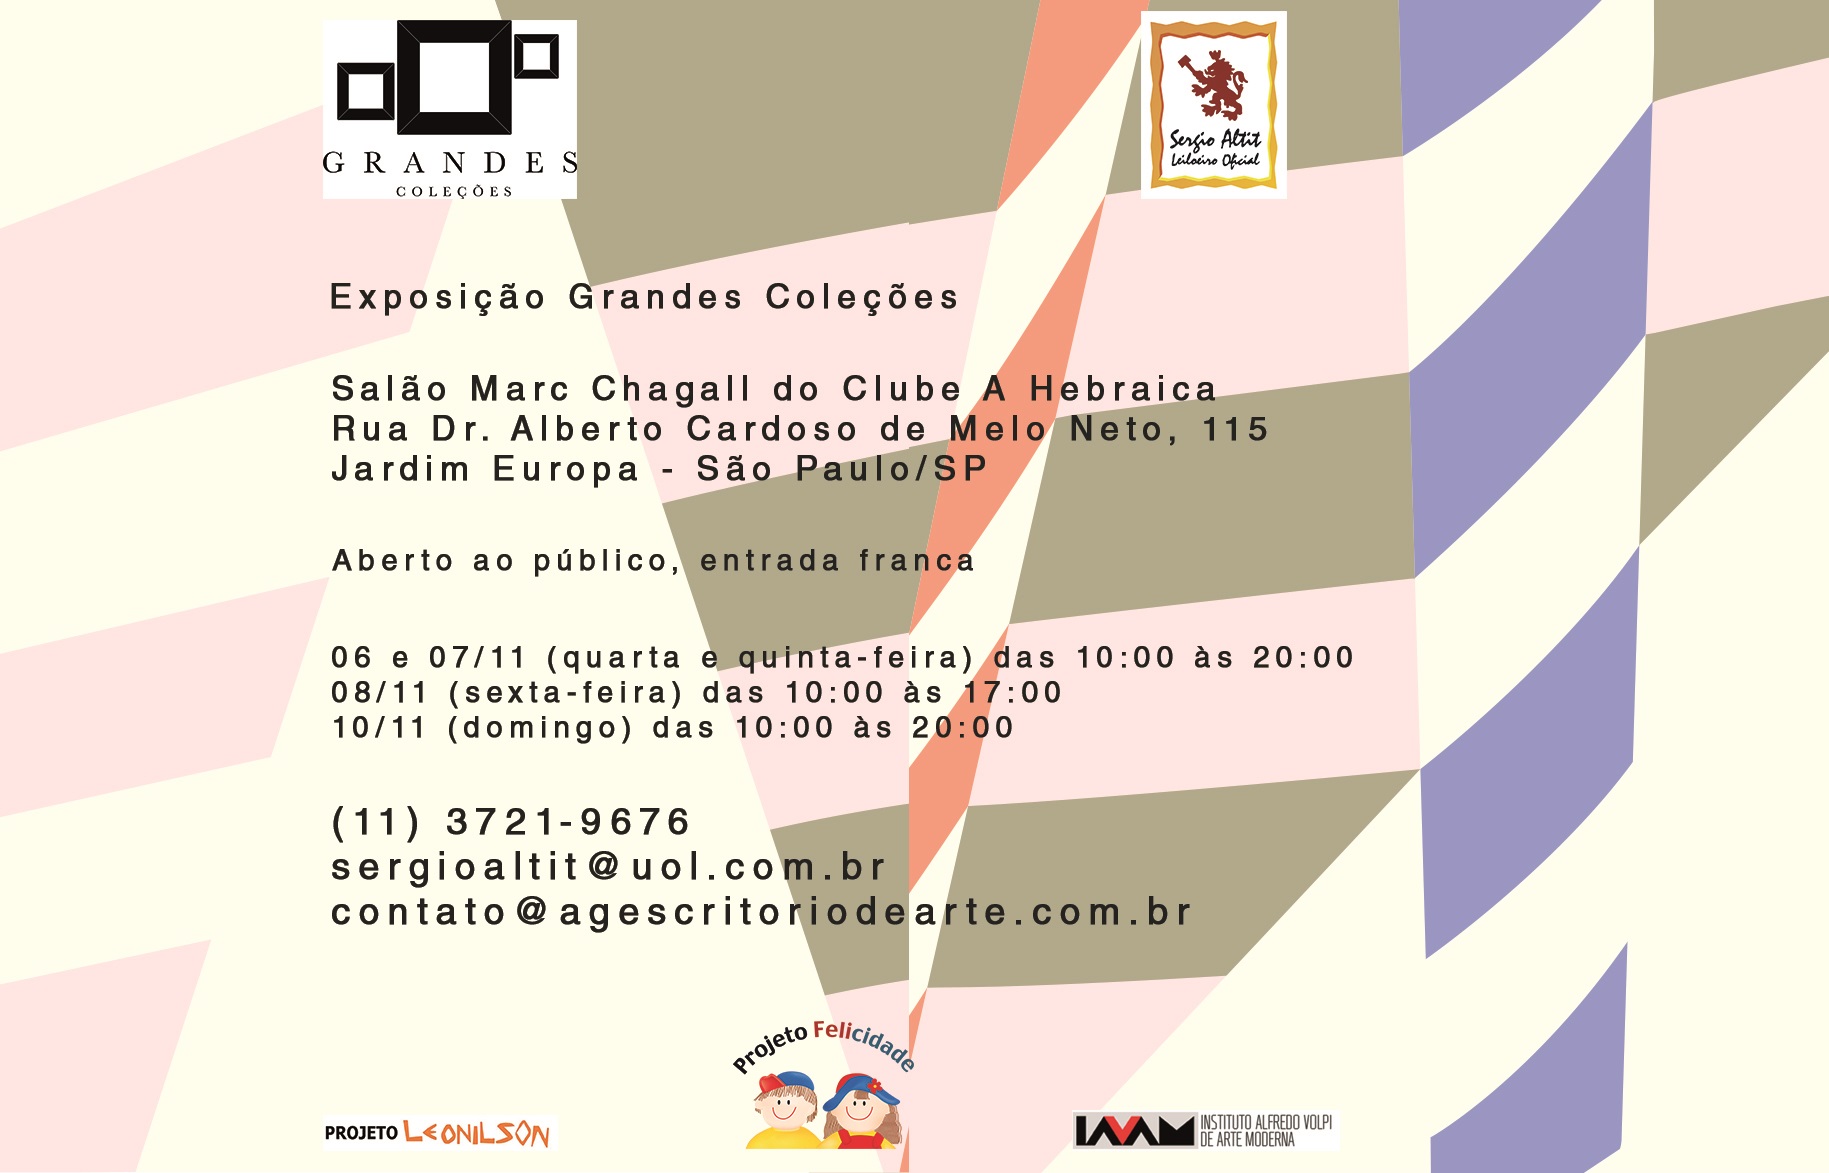 GRANDES
COLEÇÕES
Sergio Altit
Leiloeiro Oficial
Exposição Grandes Coleções
Salão Marc Chagall do Clube A Hebraica
Rua Dr. Alberto Cardoso de Melo Neto, 115
Jardim Europa - São Paulo/SP
Aberto ao público, entrada franca
06 e 07/11 (quarta e quinta-feira) das 10:00 às 20:00
08/11 (sexta-feira) das 10:00 às 17:00
10/11 (domingo) das 10:00 às 20:00
(11) 3721-9676
sergioaltit@uol.com.br
contato@agescritoriodearte.com.br
Projeto Felicidade
PROJETO LEONILSON
IAVAM INSTITUTO ALFREDO VOLPI
DE ARTE MODERNA